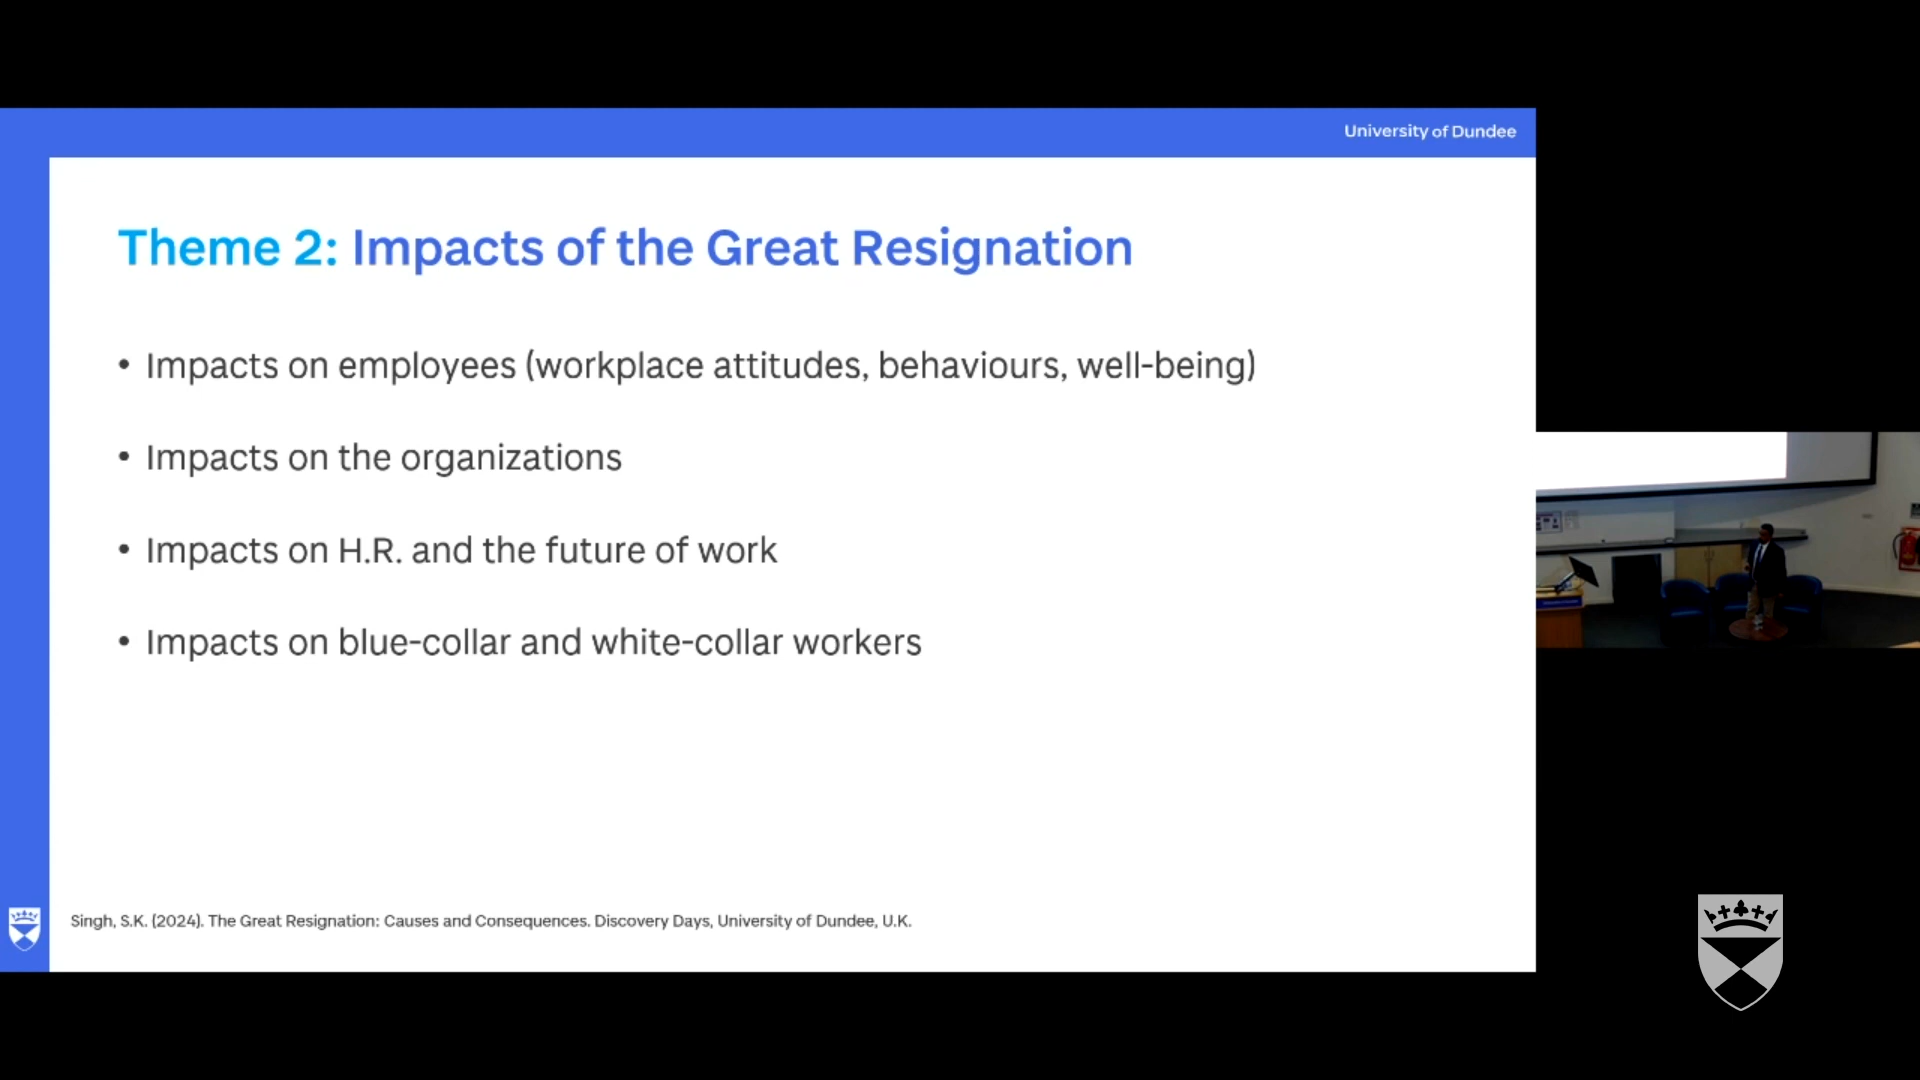 University of Dundee
Theme 2: Impacts of the Great Resignation
• Impacts on employees (workplace attitudes, behaviours, well-being)
• Impacts on the organizations
• Impacts on H.R. and the future of work
• Impacts on blue-collar and white-collar workers
Singh, S.K. (2024). The Great Resignation: Causes and Consequences. Discovery Days, University of Dundee, U.K.